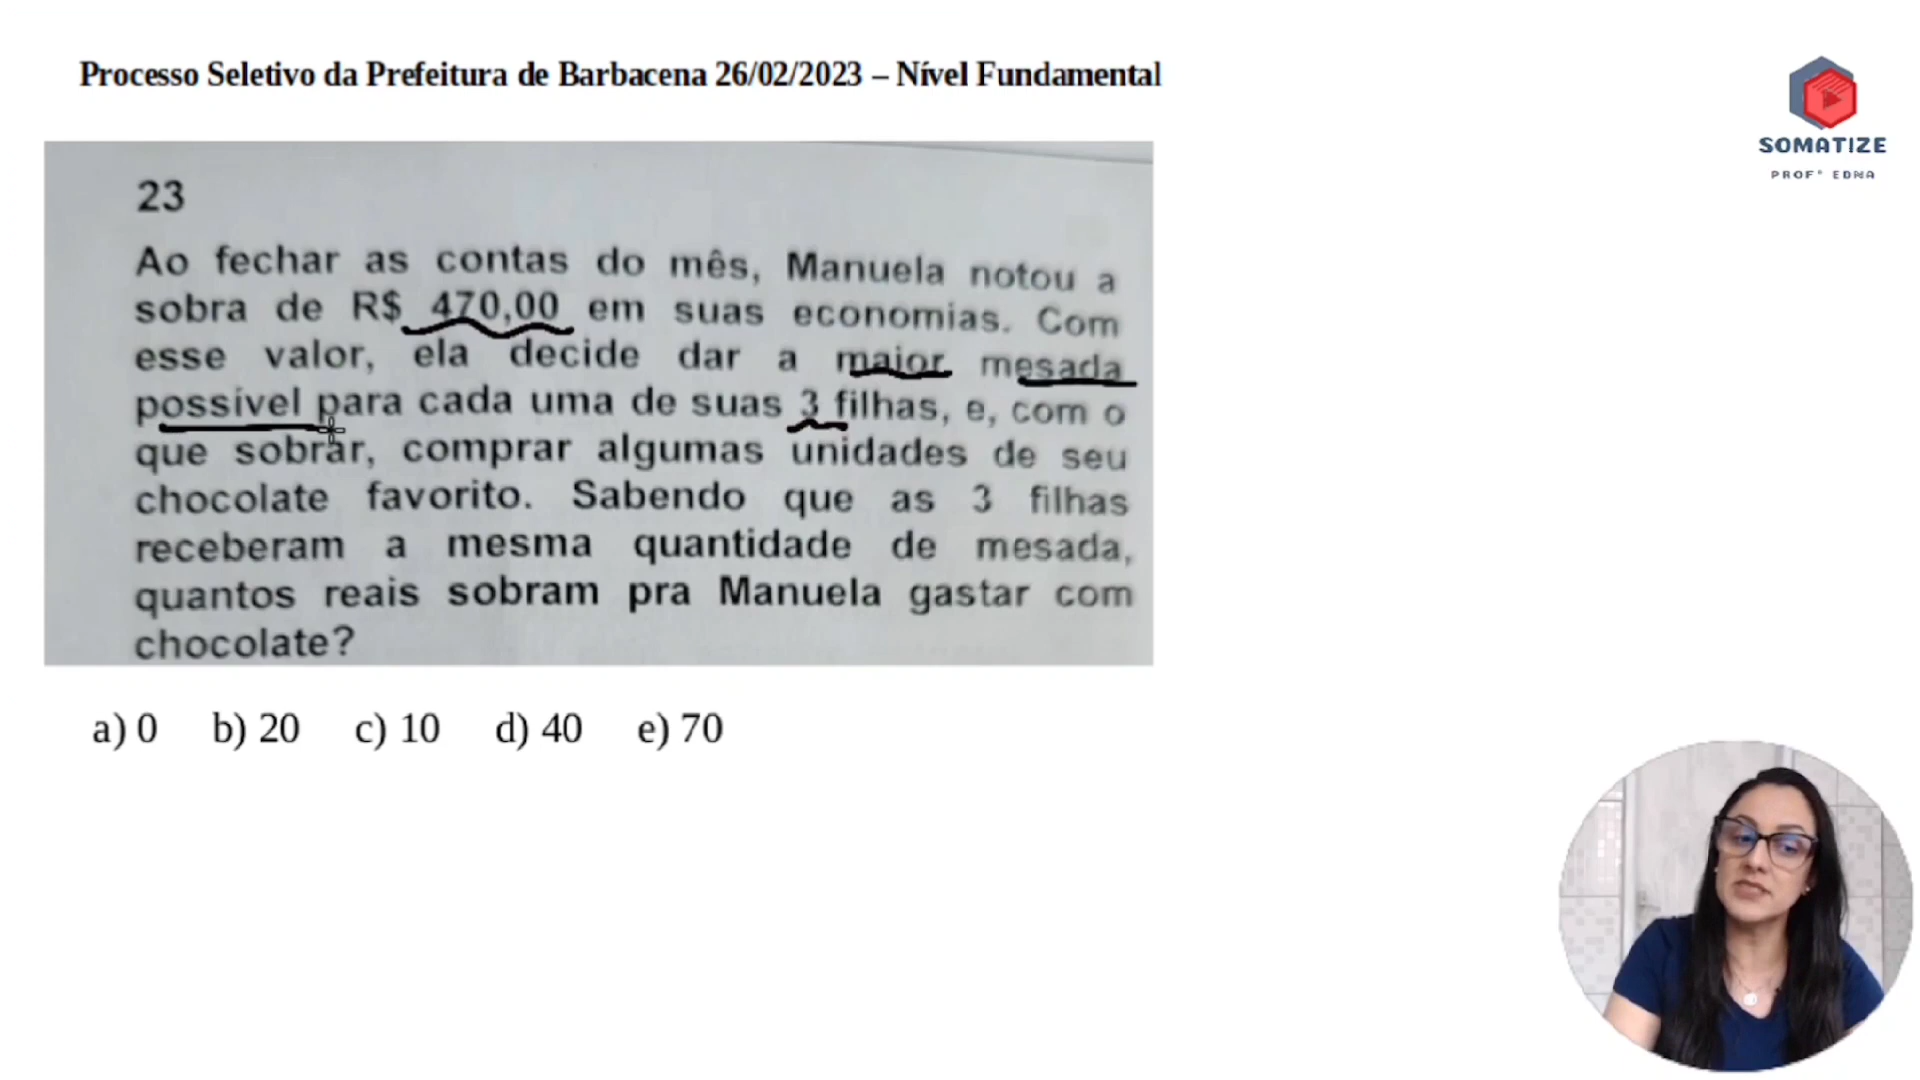 Processo Seletivo da Prefeitura de Barbacena 26/02/2023 – Nível Fundamental
SOMATIZE
PROFª EDNA
23
Ao fechar as contas do mês, Manuela notou a
sobra de R$ 470,00 em suas economias. Com
esse valor, ela decide dar a maior mesada
possível para cada uma de suas 3 filhas, e, com o
que sobrar, comprar algumas unidades de seu
chocolate favorito. Sabendo que as 3 filhas
receberam a mesma quantidade de mesada,
quantos reais sobram pra Manuela gastar com
chocolate?
a) 0 b) 20 c) 10 d) 40 e) 70